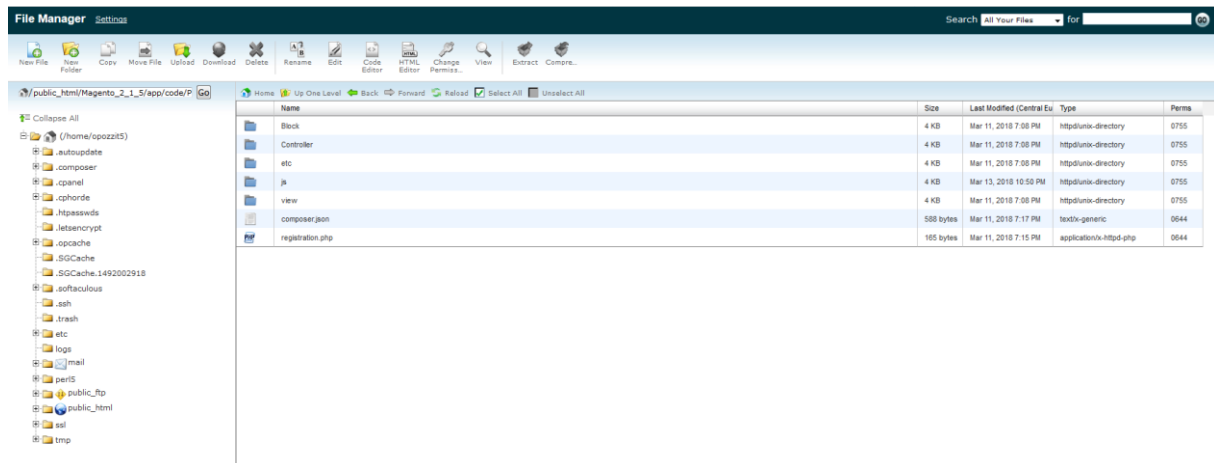 File Manager Settings
Search All Your Files for GO
New File New Folder Copy Move File Upload Download Delete Rename Edit Code Editor HTML Editor Change Permiss... View Extract Compre..
/public_html/Magento_2_1_5/app/code/P Go
Home Up One Level Back Forward Reload Select All Unselect All
Collapse All
(/home/opozzit5)
.autoupdate
.composer
.cpanel
.cphorde
.htpasswds
.letsencrypt
.opcache
.SGCache
.SGCache.1492002918
.softaculous
.ssh
.trash
etc
logs
mail
perl5
public_ftp
public_html
ssl
tmp
Name Size Last Modified (Central Eu Type Perms
Block 4 KB Mar 11, 2018 7:08 PM httpd/unix-directory 0755
Controller 4 KB Mar 11, 2018 7:08 PM httpd/unix-directory 0755
etc 4 KB Mar 11, 2018 7:08 PM httpd/unix-directory 0755
js 4 KB Mar 13, 2018 10:50 PM httpd/unix-directory 0755
view 4 KB Mar 11, 2018 7:08 PM httpd/unix-directory 0755
composer.json 588 bytes Mar 11, 2018 7:17 PM text/x-generic 0644
registration.php 165 bytes Mar 11, 2018 7:15 PM application/x-httpd-php 0644